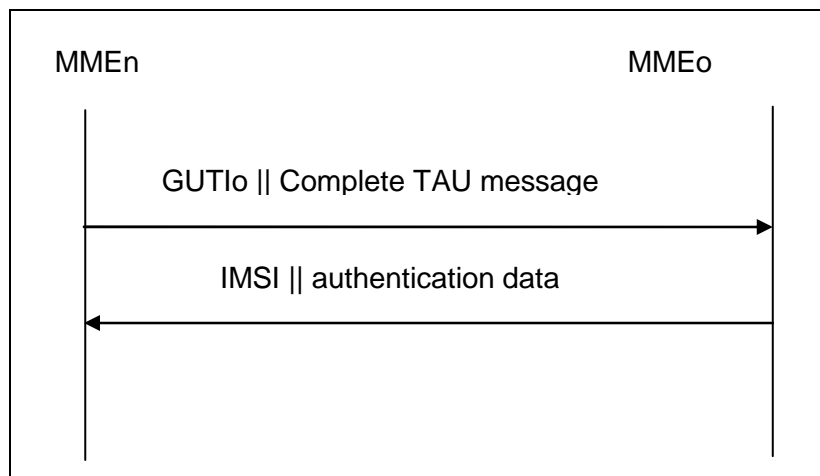 MMEn MMEo
GUTIo || Complete TAU message
IMSI || authentication data